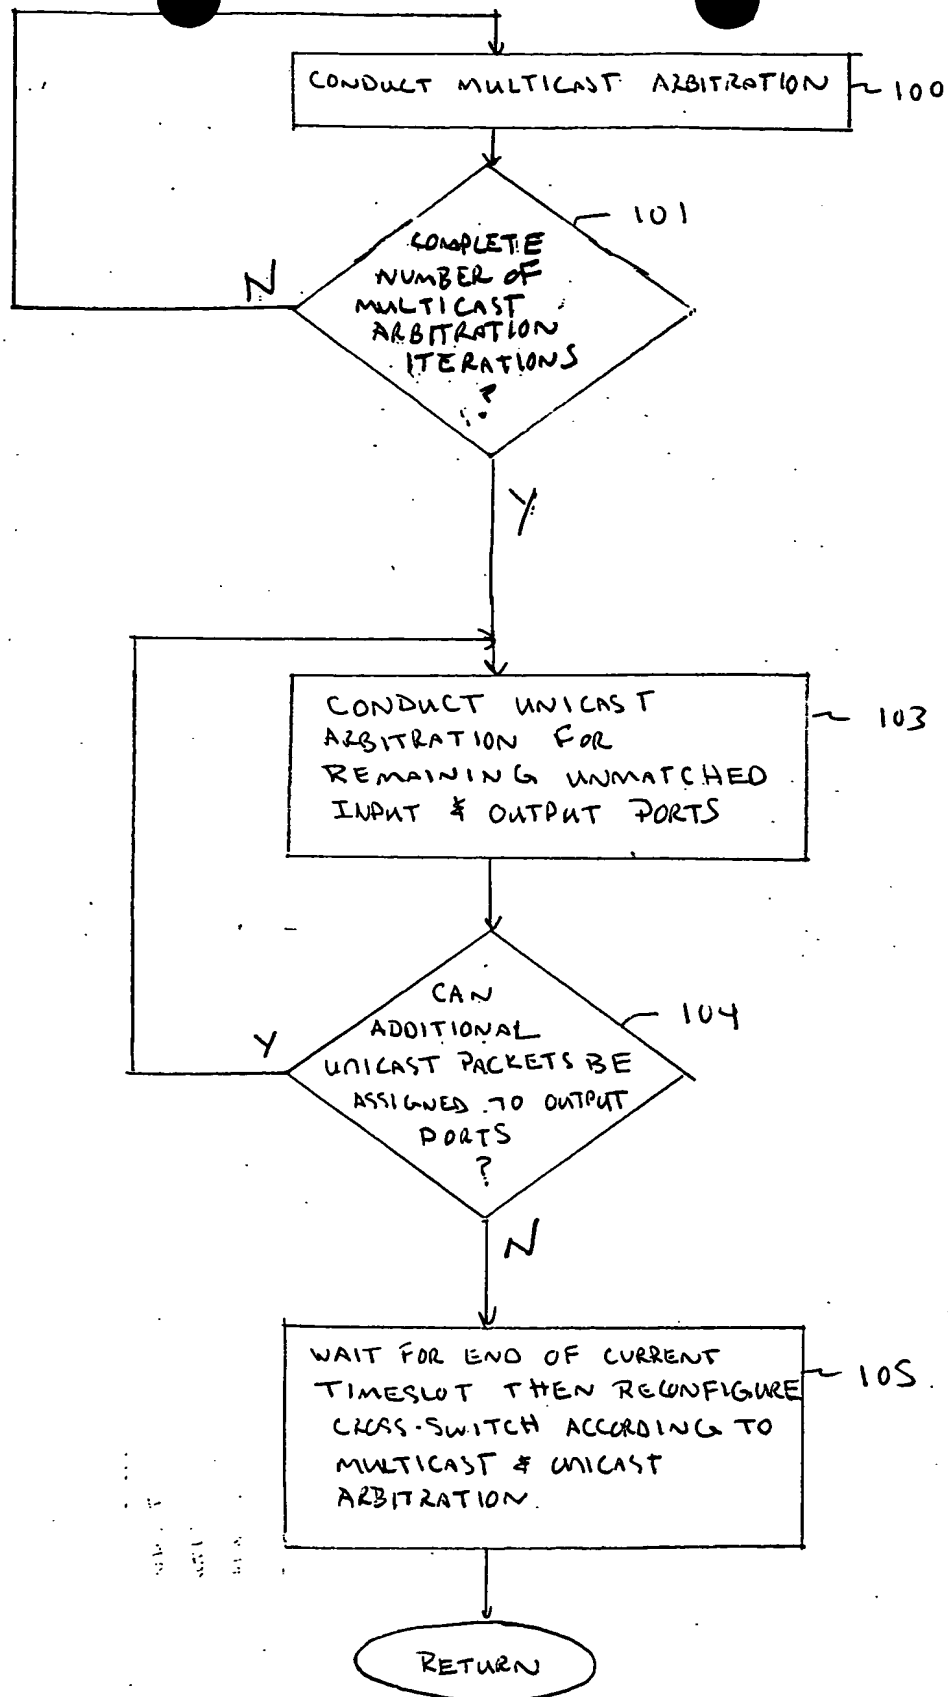 CONDUCT MULTICAST ARBITRATION 100
101
COMPLETE
NUMBER OF
MULTICAST
ARBITRATION
ITERATIONS
?
N
Y
CONDUCT UNICAST
ARBITRATION FOR
REMAINING UNMATCHED
INPUT & OUTPUT PORTS
103
CAN
ADDITIONAL
UNICAST PACKETS BE
ASSIGNED TO OUTPUT
PORTS
?
104
Y
N
WAIT FOR END OF CURRENT
TIMESLOT THEN RECONFIGURE
CROSS-SWITCH ACCORDING TO
MULTICAST & UNICAST
ARBITRATION.
105
RETURN